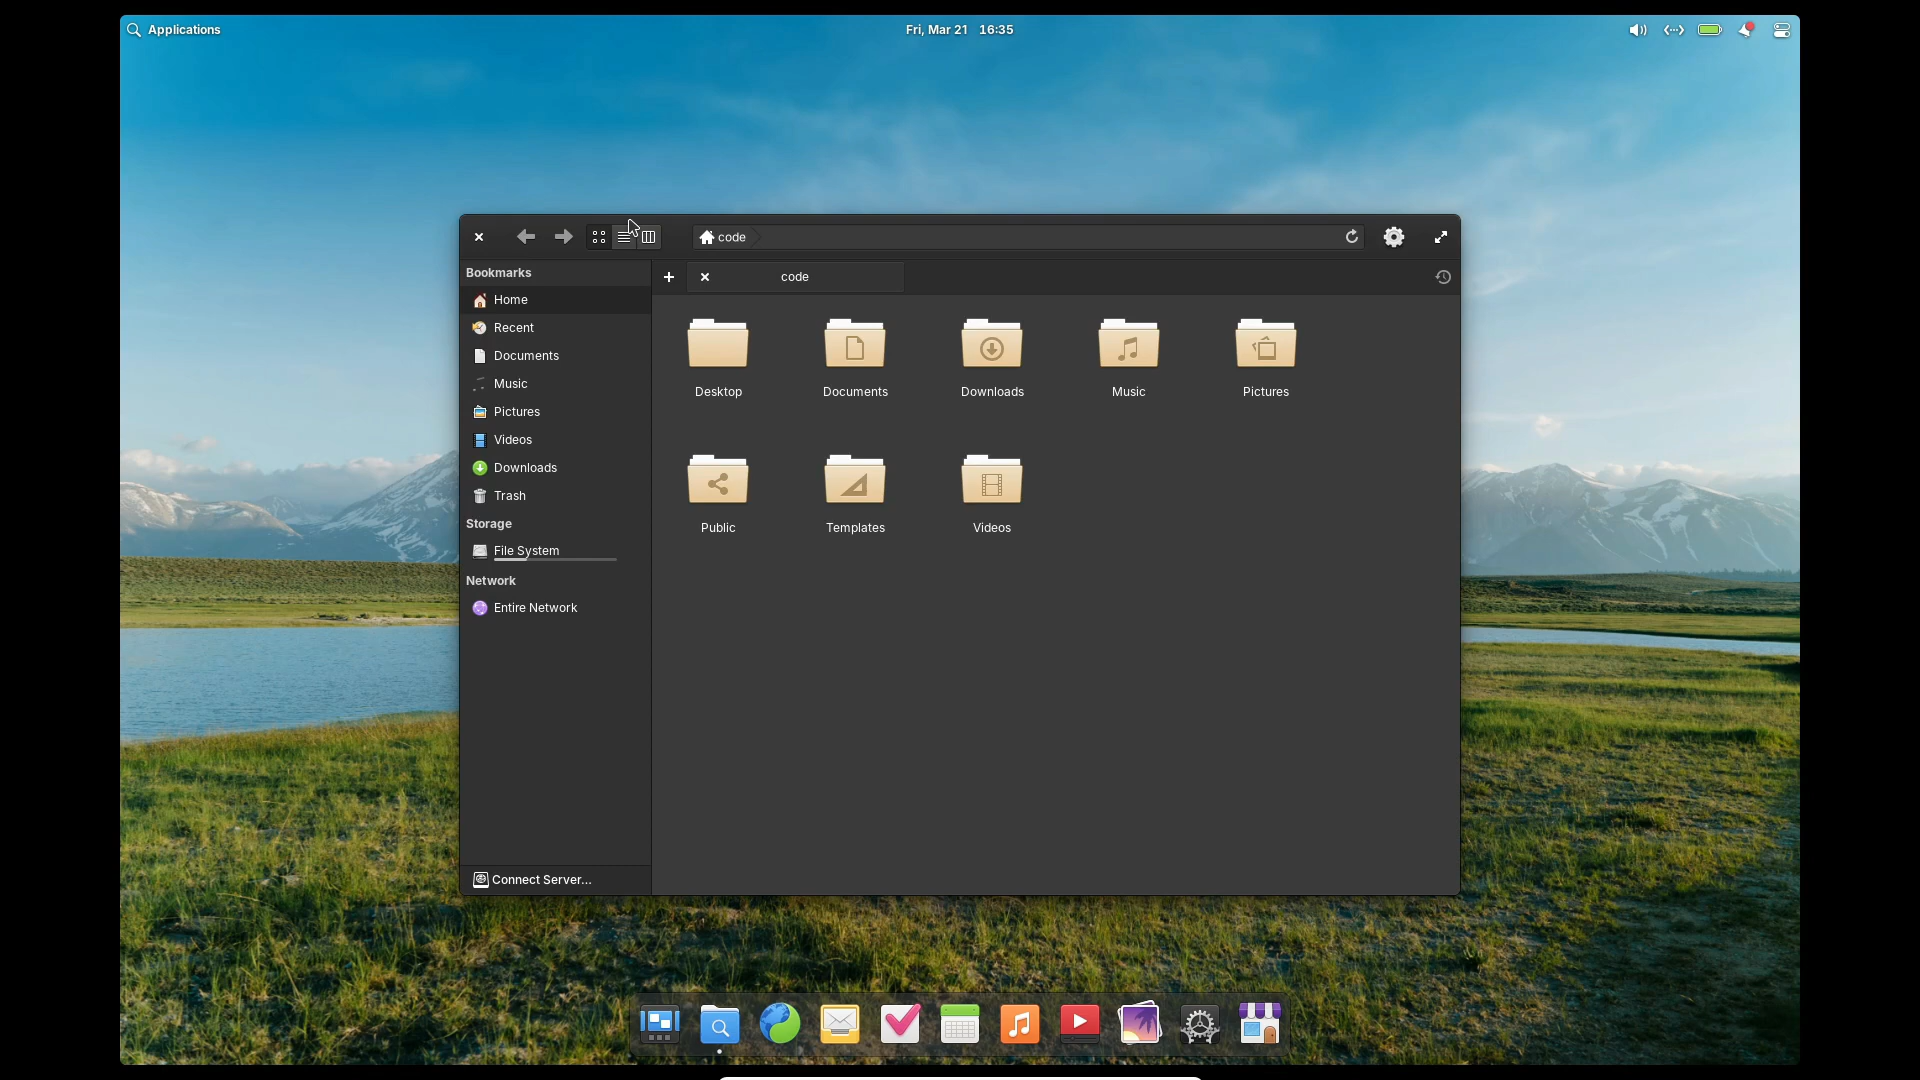 Applications
Fri, Mar 21 16:35
code
Bookmarks
code
Home
Recent
Documents
Music
Pictures
Videos
Downloads
Trash
Storage
File System
Network
Entire Network
Connect Server...
Desktop
Documents
Downloads
Music
Pictures
Public
Templates
Videos